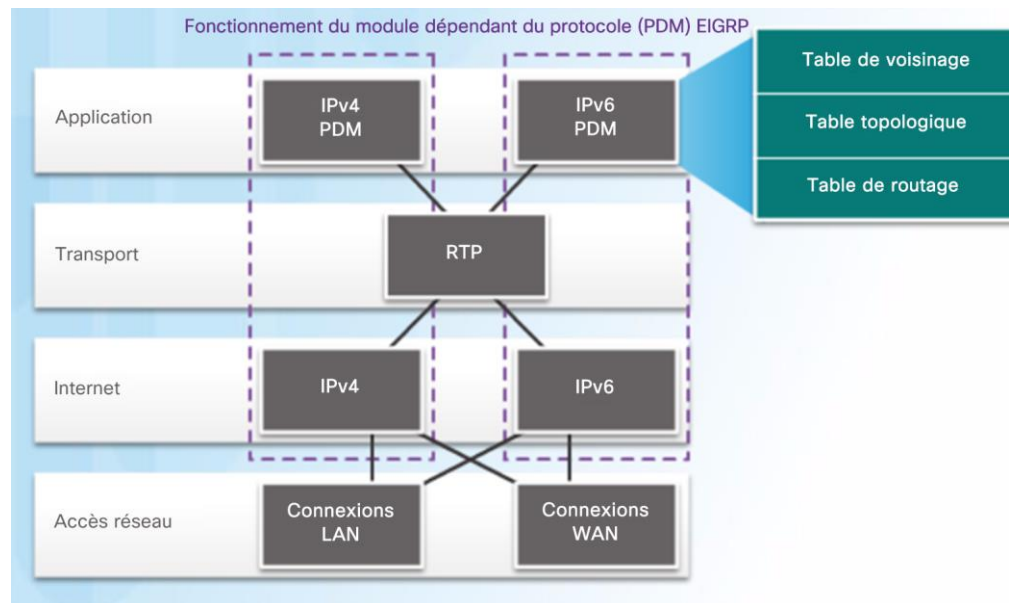 Fonctionnement du module dépendant du protocole (PDM) EIGRP
Table de voisinage
Table topologique
Table de routage
Application
IPv4
PDM
IPv6
PDM
Transport
RTP
Internet
IPv4
IPv6
Accès réseau
Connexions
LAN
Connexions
WAN